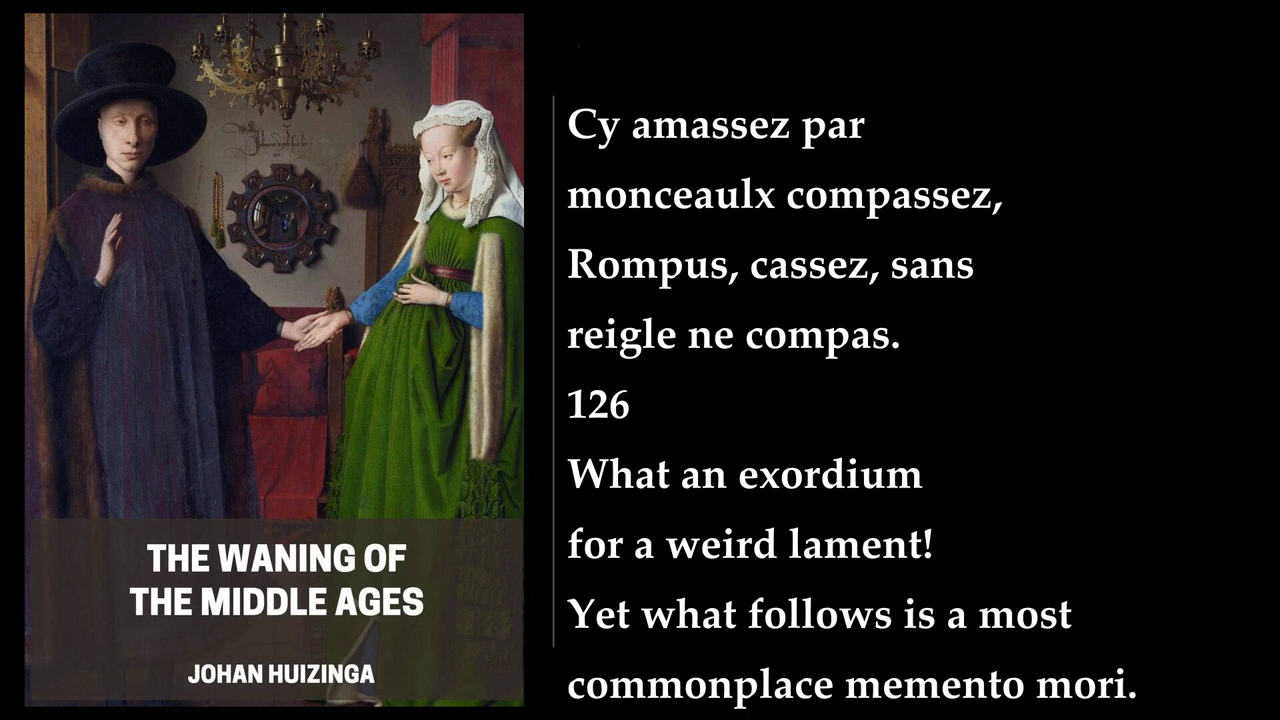 THE WANING OF
THE MIDDLE AGES
JOHAN HUIZINGA
Cy amassez par
monceaulx compassez,
Rompus, cassez, sans
reigle ne compas.
126
What an exordium
for a weird lament!
Yet what follows is a most
commonplace memento mori.